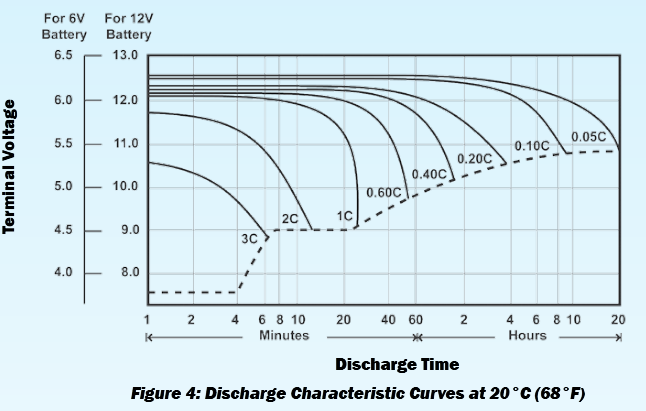 For 6V For 12V
Battery Battery
6.5 13.0
6.0 12.0
5.5 11.0
5.0 10.0
4.5 9.0
4.0 8.0
Terminal Voltage
0.05C
0.10C
0.20C
0.40C
0.60C
1C
2C
3C
1 2 4 6 8 10 20 40 60 2 4 6 8 10 20
Minutes Hours
Discharge Time
Figure 4: Discharge Characteristic Curves at 20°C (68°F)